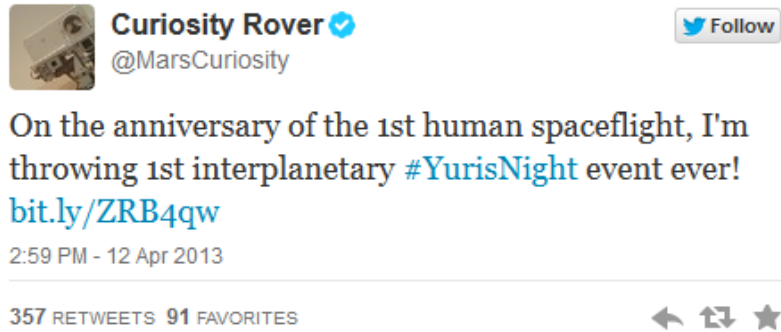 Curiosity Rover
Follow
@MarsCuriosity
On the anniversary of the 1st human spaceflight, I'm
throwing 1st interplanetary #YurisNight event ever!
bit.ly/ZRB4qw
2:59 PM - 12 Apr 2013
357 RETWEETS 91 FAVORITES